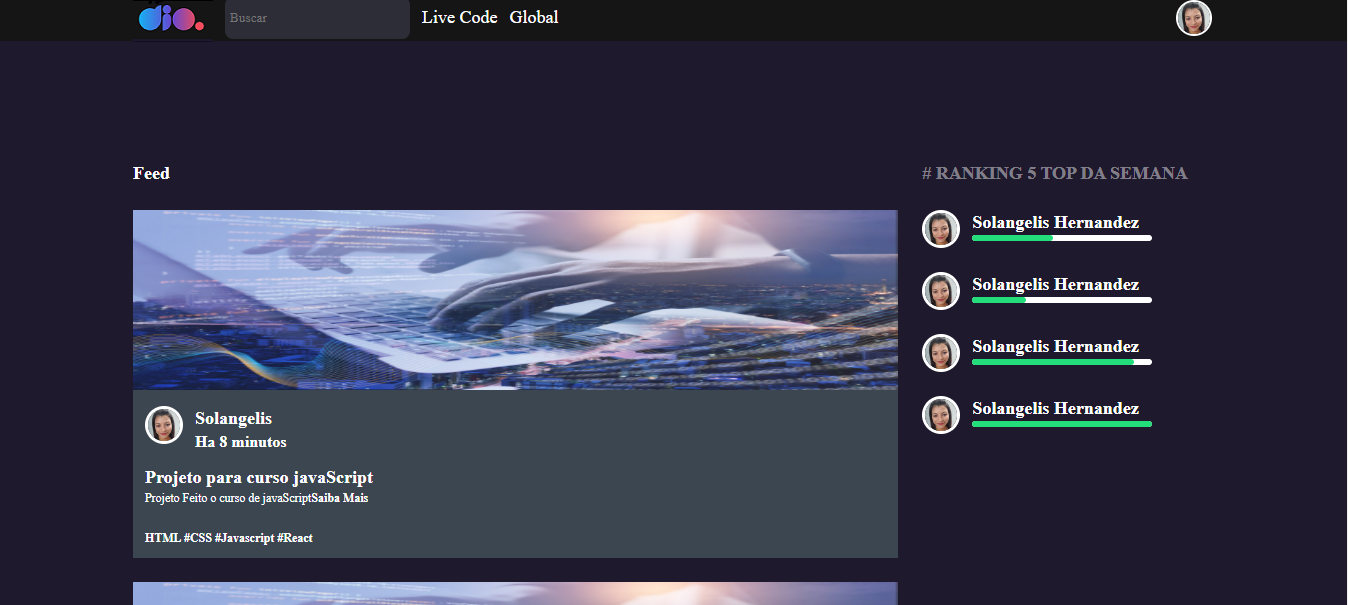 dio.
Buscar
Live Code Global
Feed
# RANKING 5 TOP DA SEMANA
Solangelis Hernandez
Solangelis Hernandez
Solangelis Hernandez
Solangelis Hernandez
Solangelis
Ha 8 minutos
Projeto para curso javaScript
Projeto Feito o curso de javaScriptSaiba Mais
HTML #CSS #Javascript #React